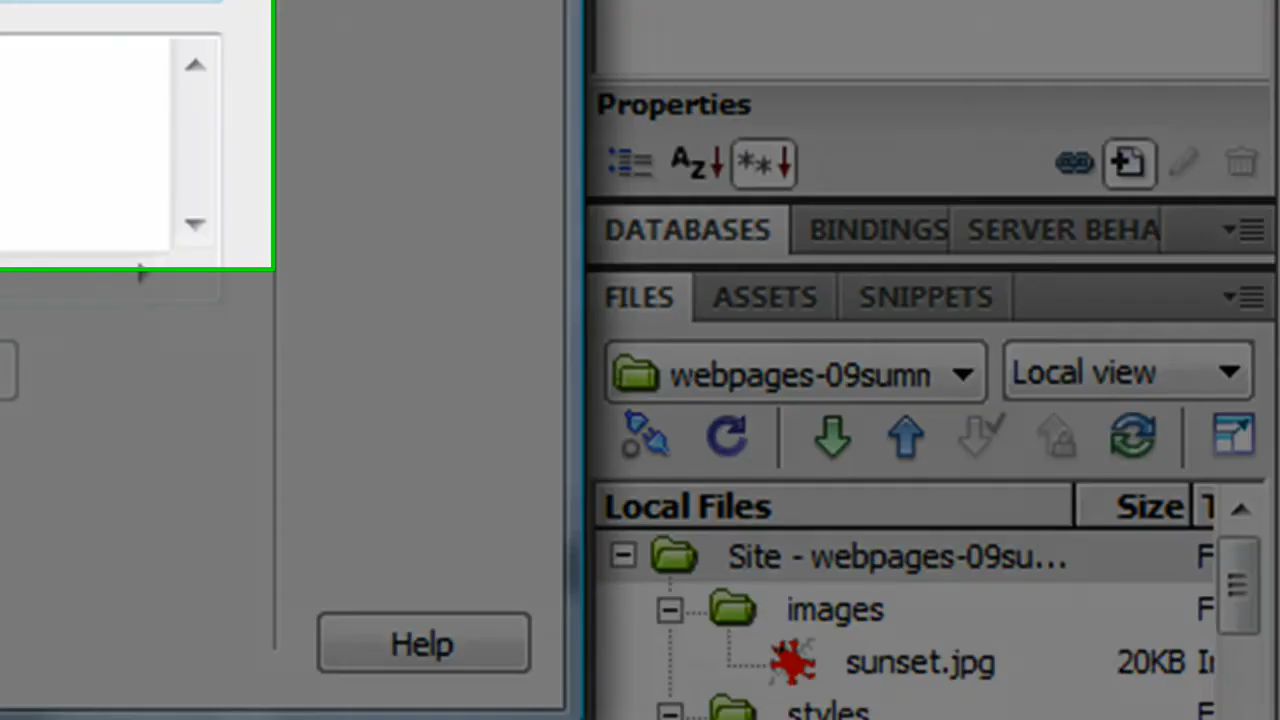 Properties
DATABASES BINDINGS SERVER BEHA
FILES ASSETS SNIPPETS
webpages-09sumn Local view
Local Files Size T
Site - webpages-09su... F
images F
sunset.jpg 20KB I
styles
Help